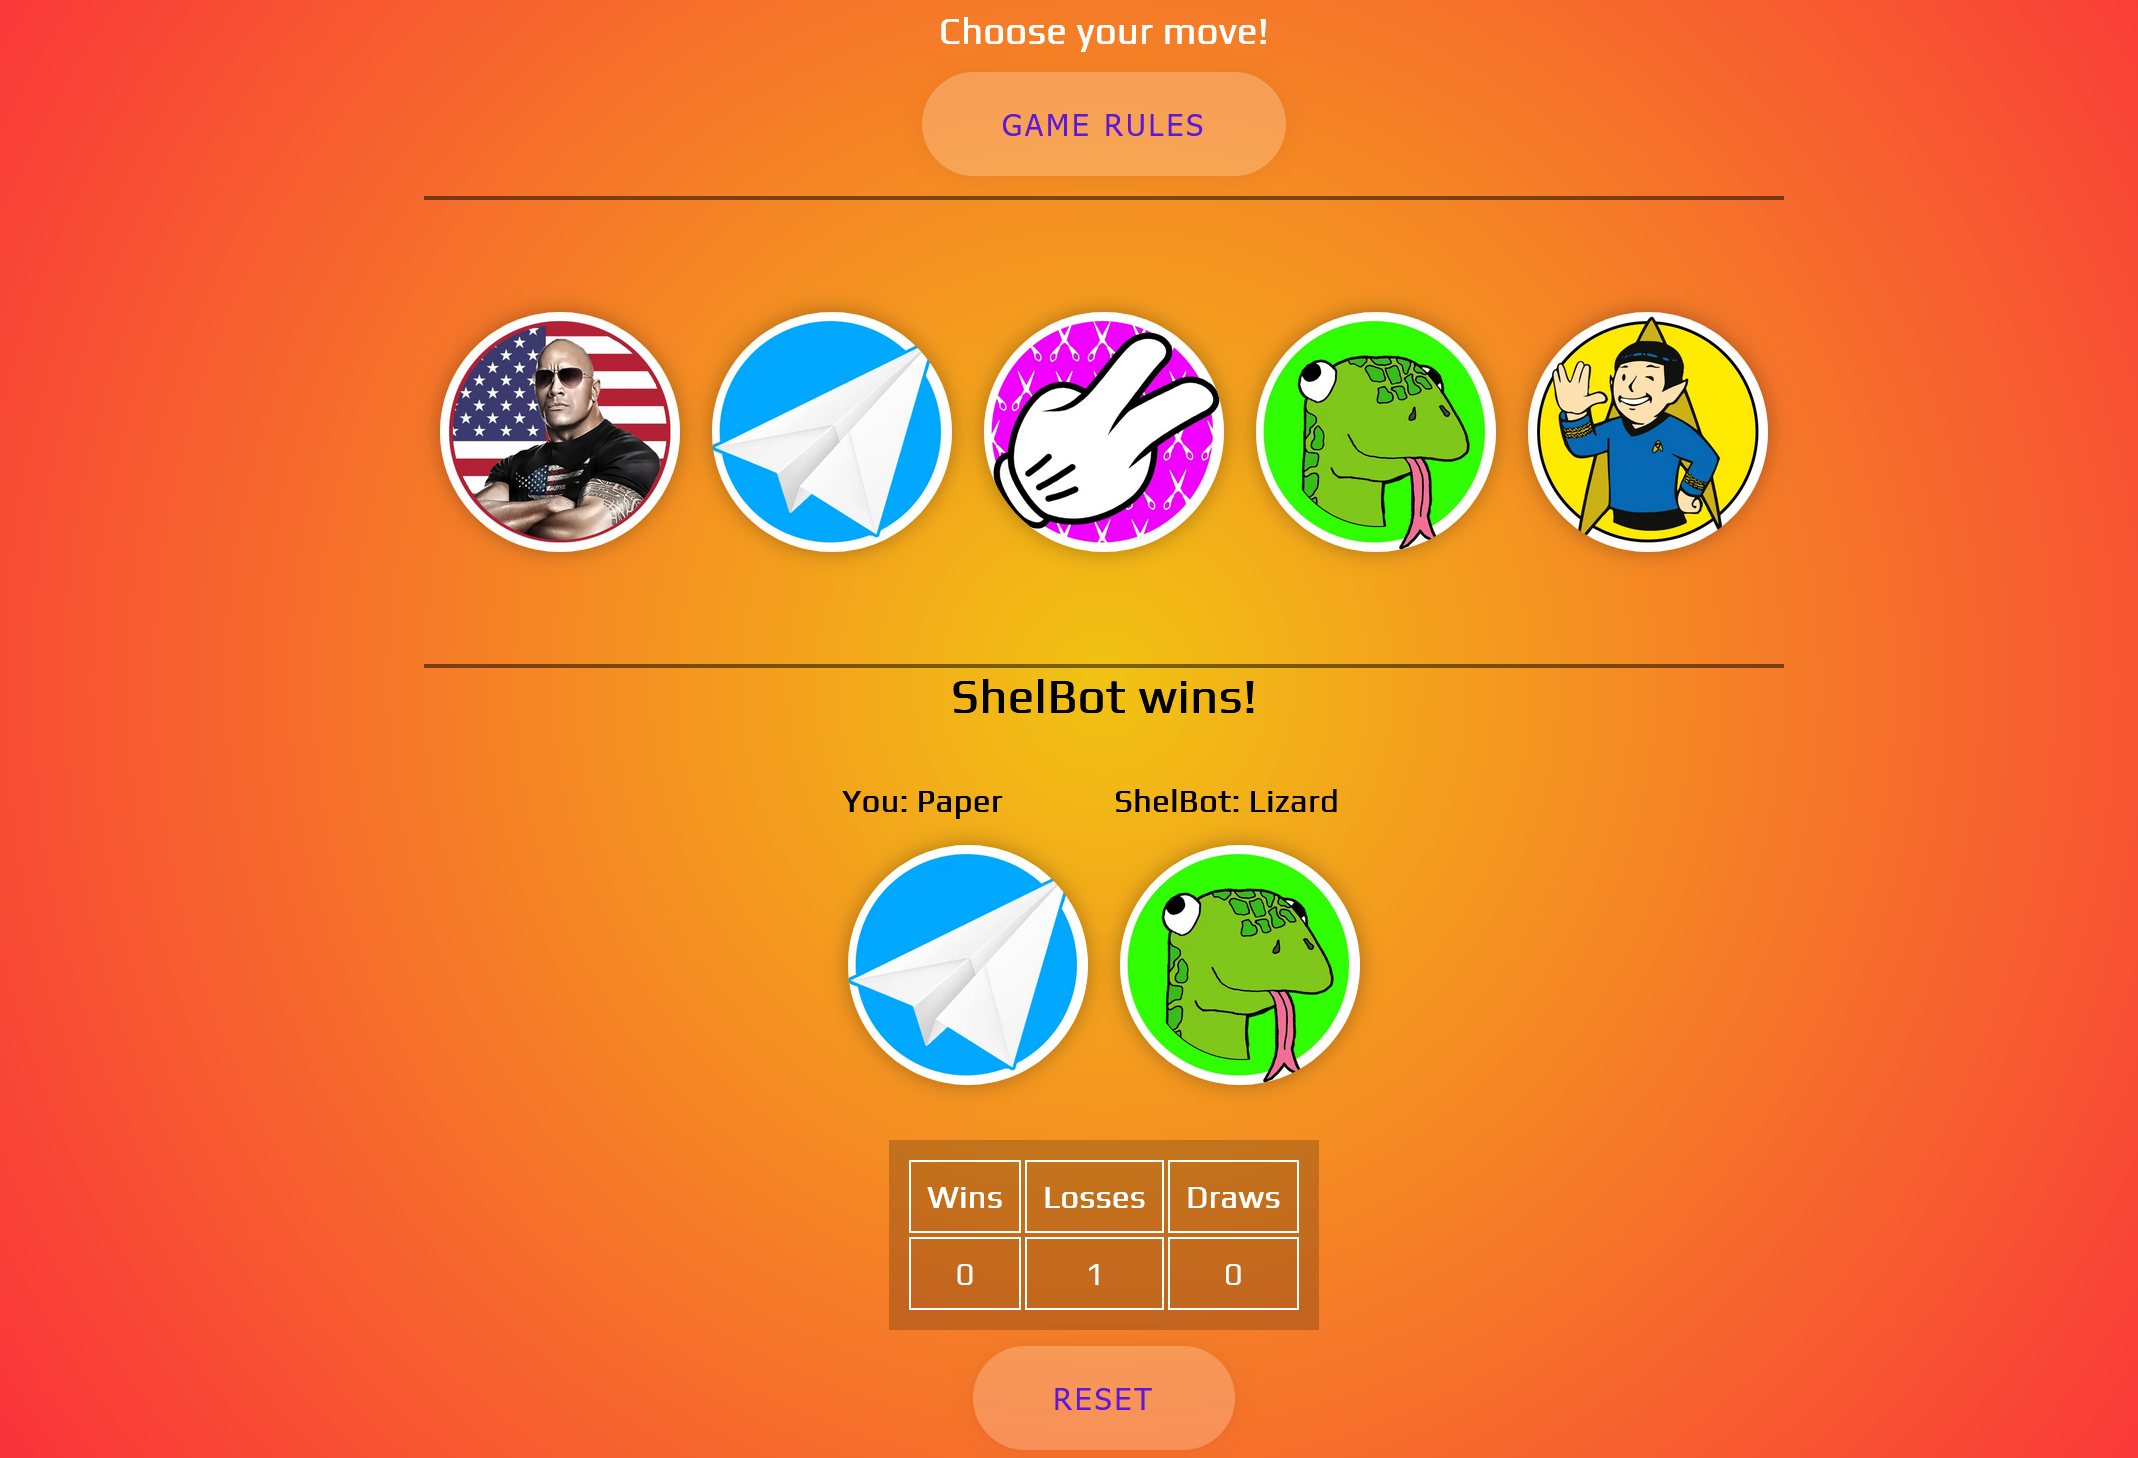 Choose your move!
GAME RULES
ShelBot wins!
You: Paper
ShelBot: Lizard
Wins Losses Draws
0 1 0
RESET